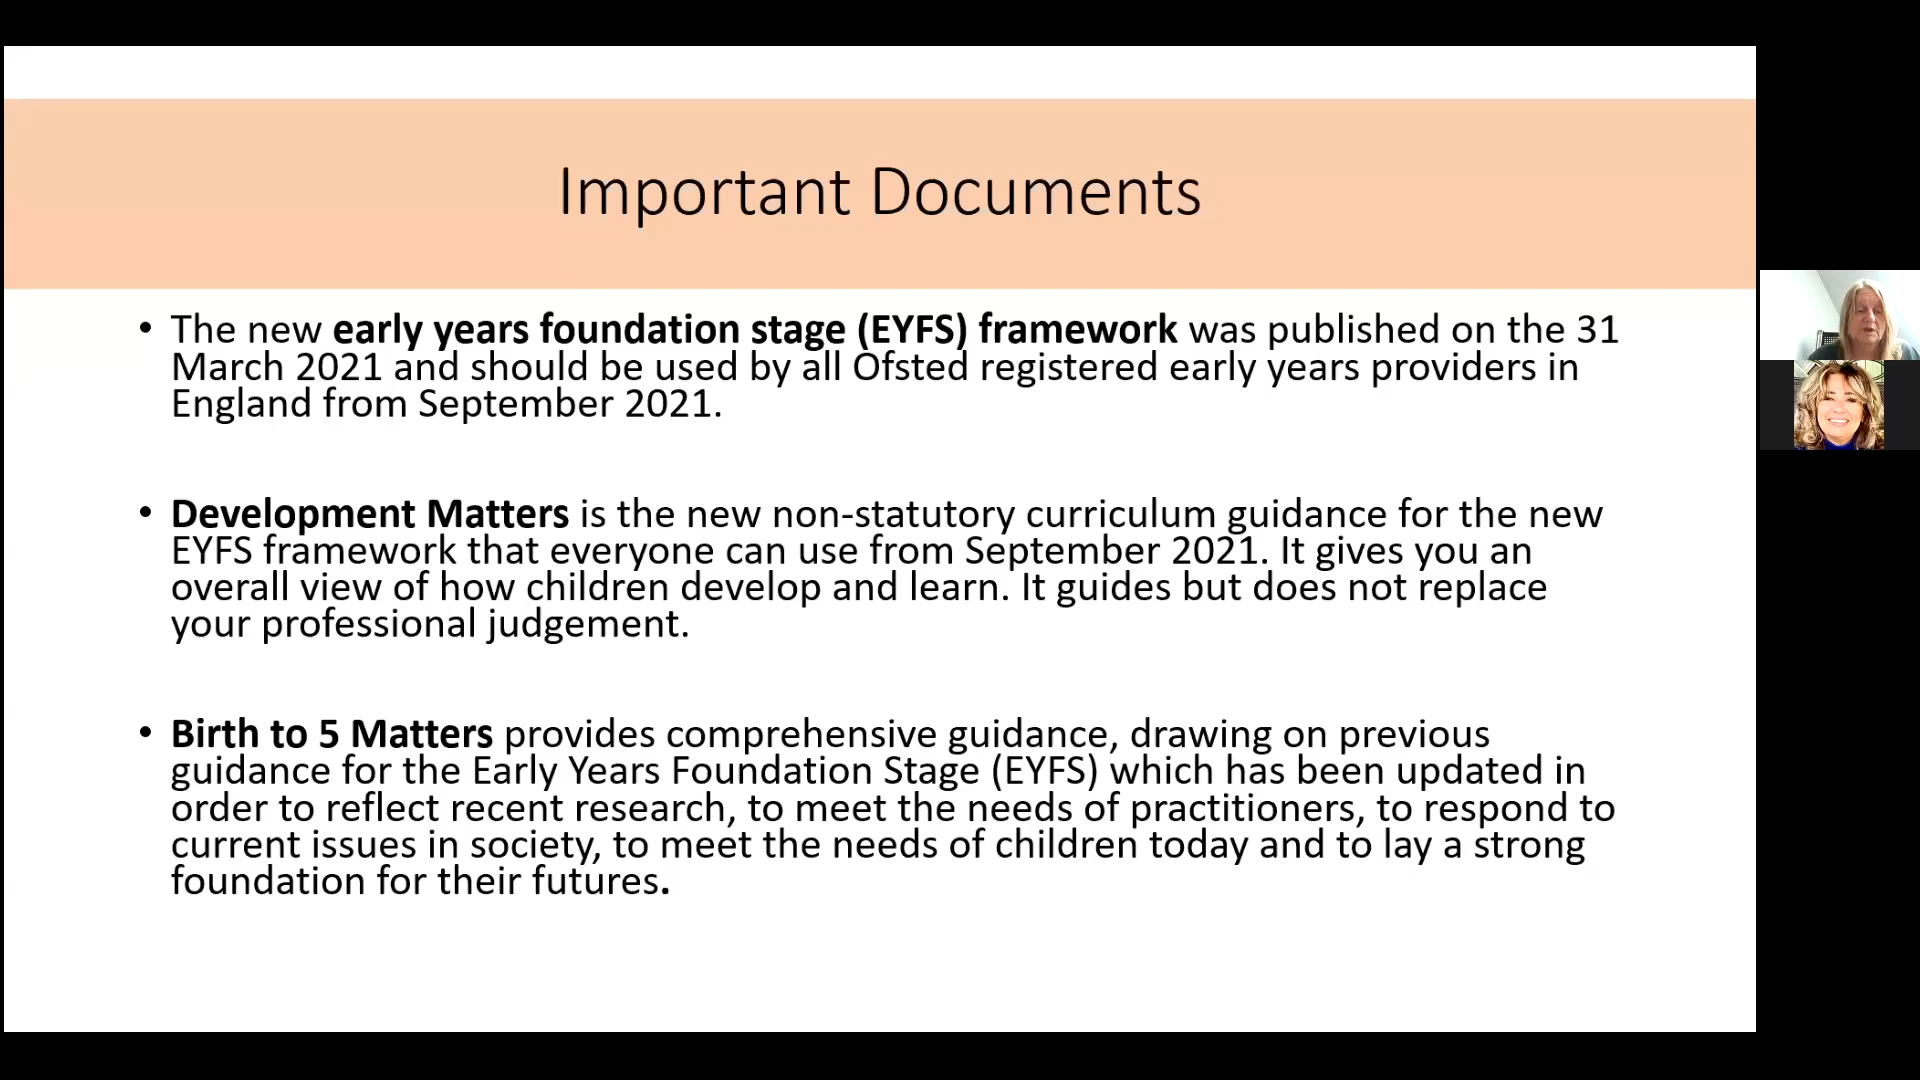 Important Documents
• The new early years foundation stage (EYFS) framework was published on the 31
March 2021 and should be used by all Ofsted registered early years providers in
England from September 2021.
• Development Matters is the new non-statutory curriculum guidance for the new
EYFS framework that everyone can use from September 2021. It gives you an
overall view of how children develop and learn. It guides but does not replace
your professional judgement.
• Birth to 5 Matters provides comprehensive guidance, drawing on previous
guidance for the Early Years Foundation Stage (EYFS) which has been updated in
order to reflect recent research, to meet the needs of practitioners, to respond to
current issues in society, to meet the needs of children today and to lay a strong
foundation for their futures.